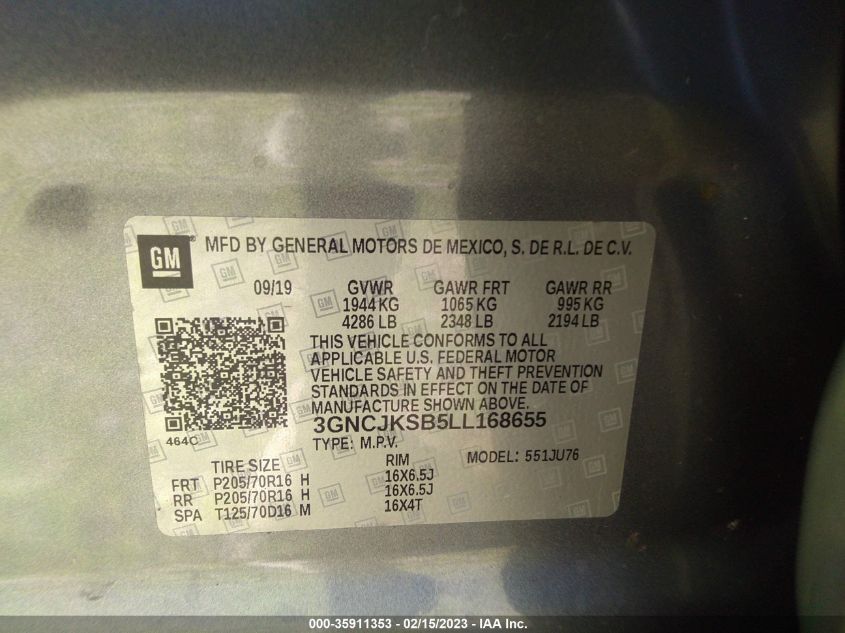 GM
MFD BY GENERAL MOTORS DE MEXICO, S. DE R.L. DE C.V.
09/19 GVWR GAWR FRT GAWR RR
1944 KG 1065 KG 995 KG
4286 LB 2348 LB 2194 LB
THIS VEHICLE CONFORMS TO ALL
APPLICABLE U.S. FEDERAL MOTOR
VEHICLE SAFETY AND THEFT PREVENTION
STANDARDS IN EFFECT ON THE DATE OF
MANUFACTURE SHOWN ABOVE.
464C
3GNCJKSB5LL168655
TYPE: M.P.V.
TIRE SIZE RIM MODEL: 551JU76
FRT P205/70R16 H 16X6.5J
RR P205/70R16 H 16X6.5J
SPA T125/70D16 M 16X4T
000-35911353 - 02/15/2023 - IAA Inc.